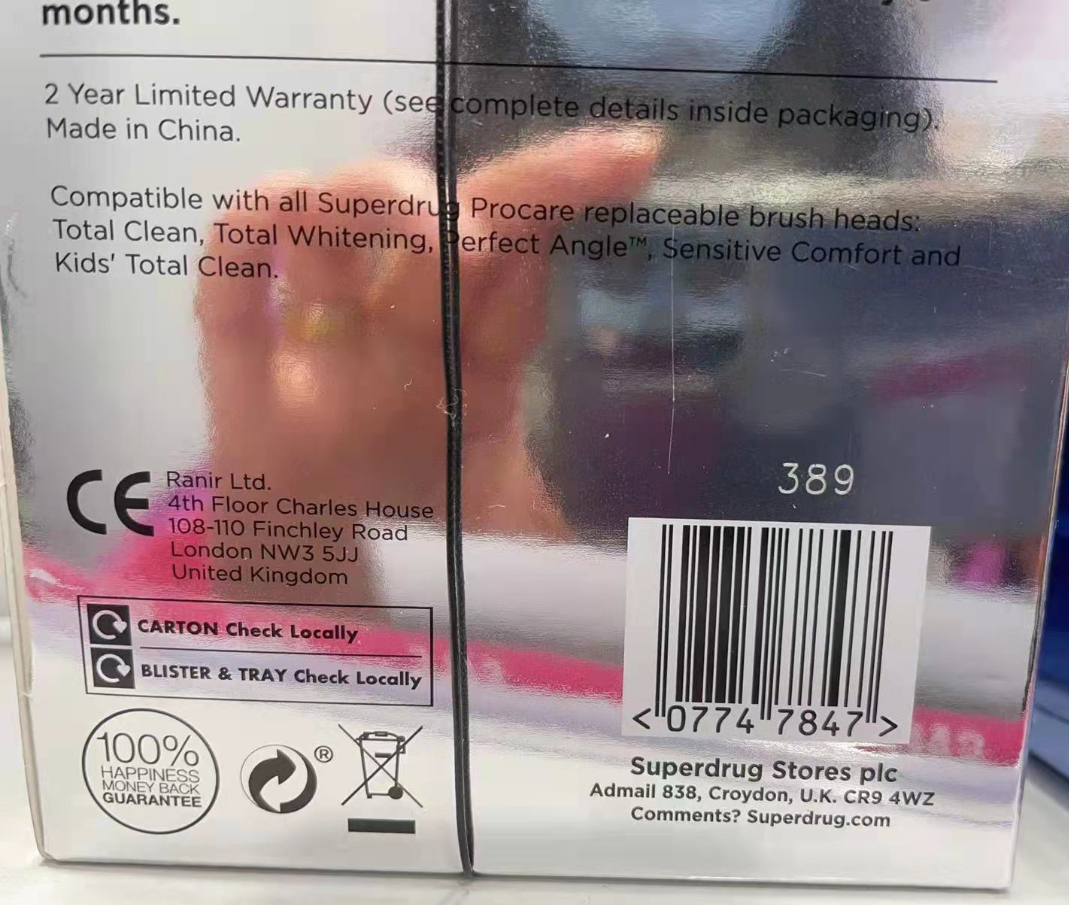 months.
2 Year Limited Warranty (see complete details inside packaging).
Made in China.
Compatible with all Superdrug Procare replaceable brush heads:
Total Clean, Total Whitening, Perfect Angle™, Sensitive Comfort and
Kids' Total Clean.
CE
Ranir Ltd.
4th Floor Charles House
108-110 Finchley Road
London NW3 5JJ
United Kingdom
CARTON Check Locally
BLISTER & TRAY Check Locally
100%
HAPPINESS
MONEY BACK
GUARANTEE
®
389
<0774 7847>
Superdrug Stores plc
Admail 838, Croydon, U.K. CR9 4WZ
Comments? Superdrug.com